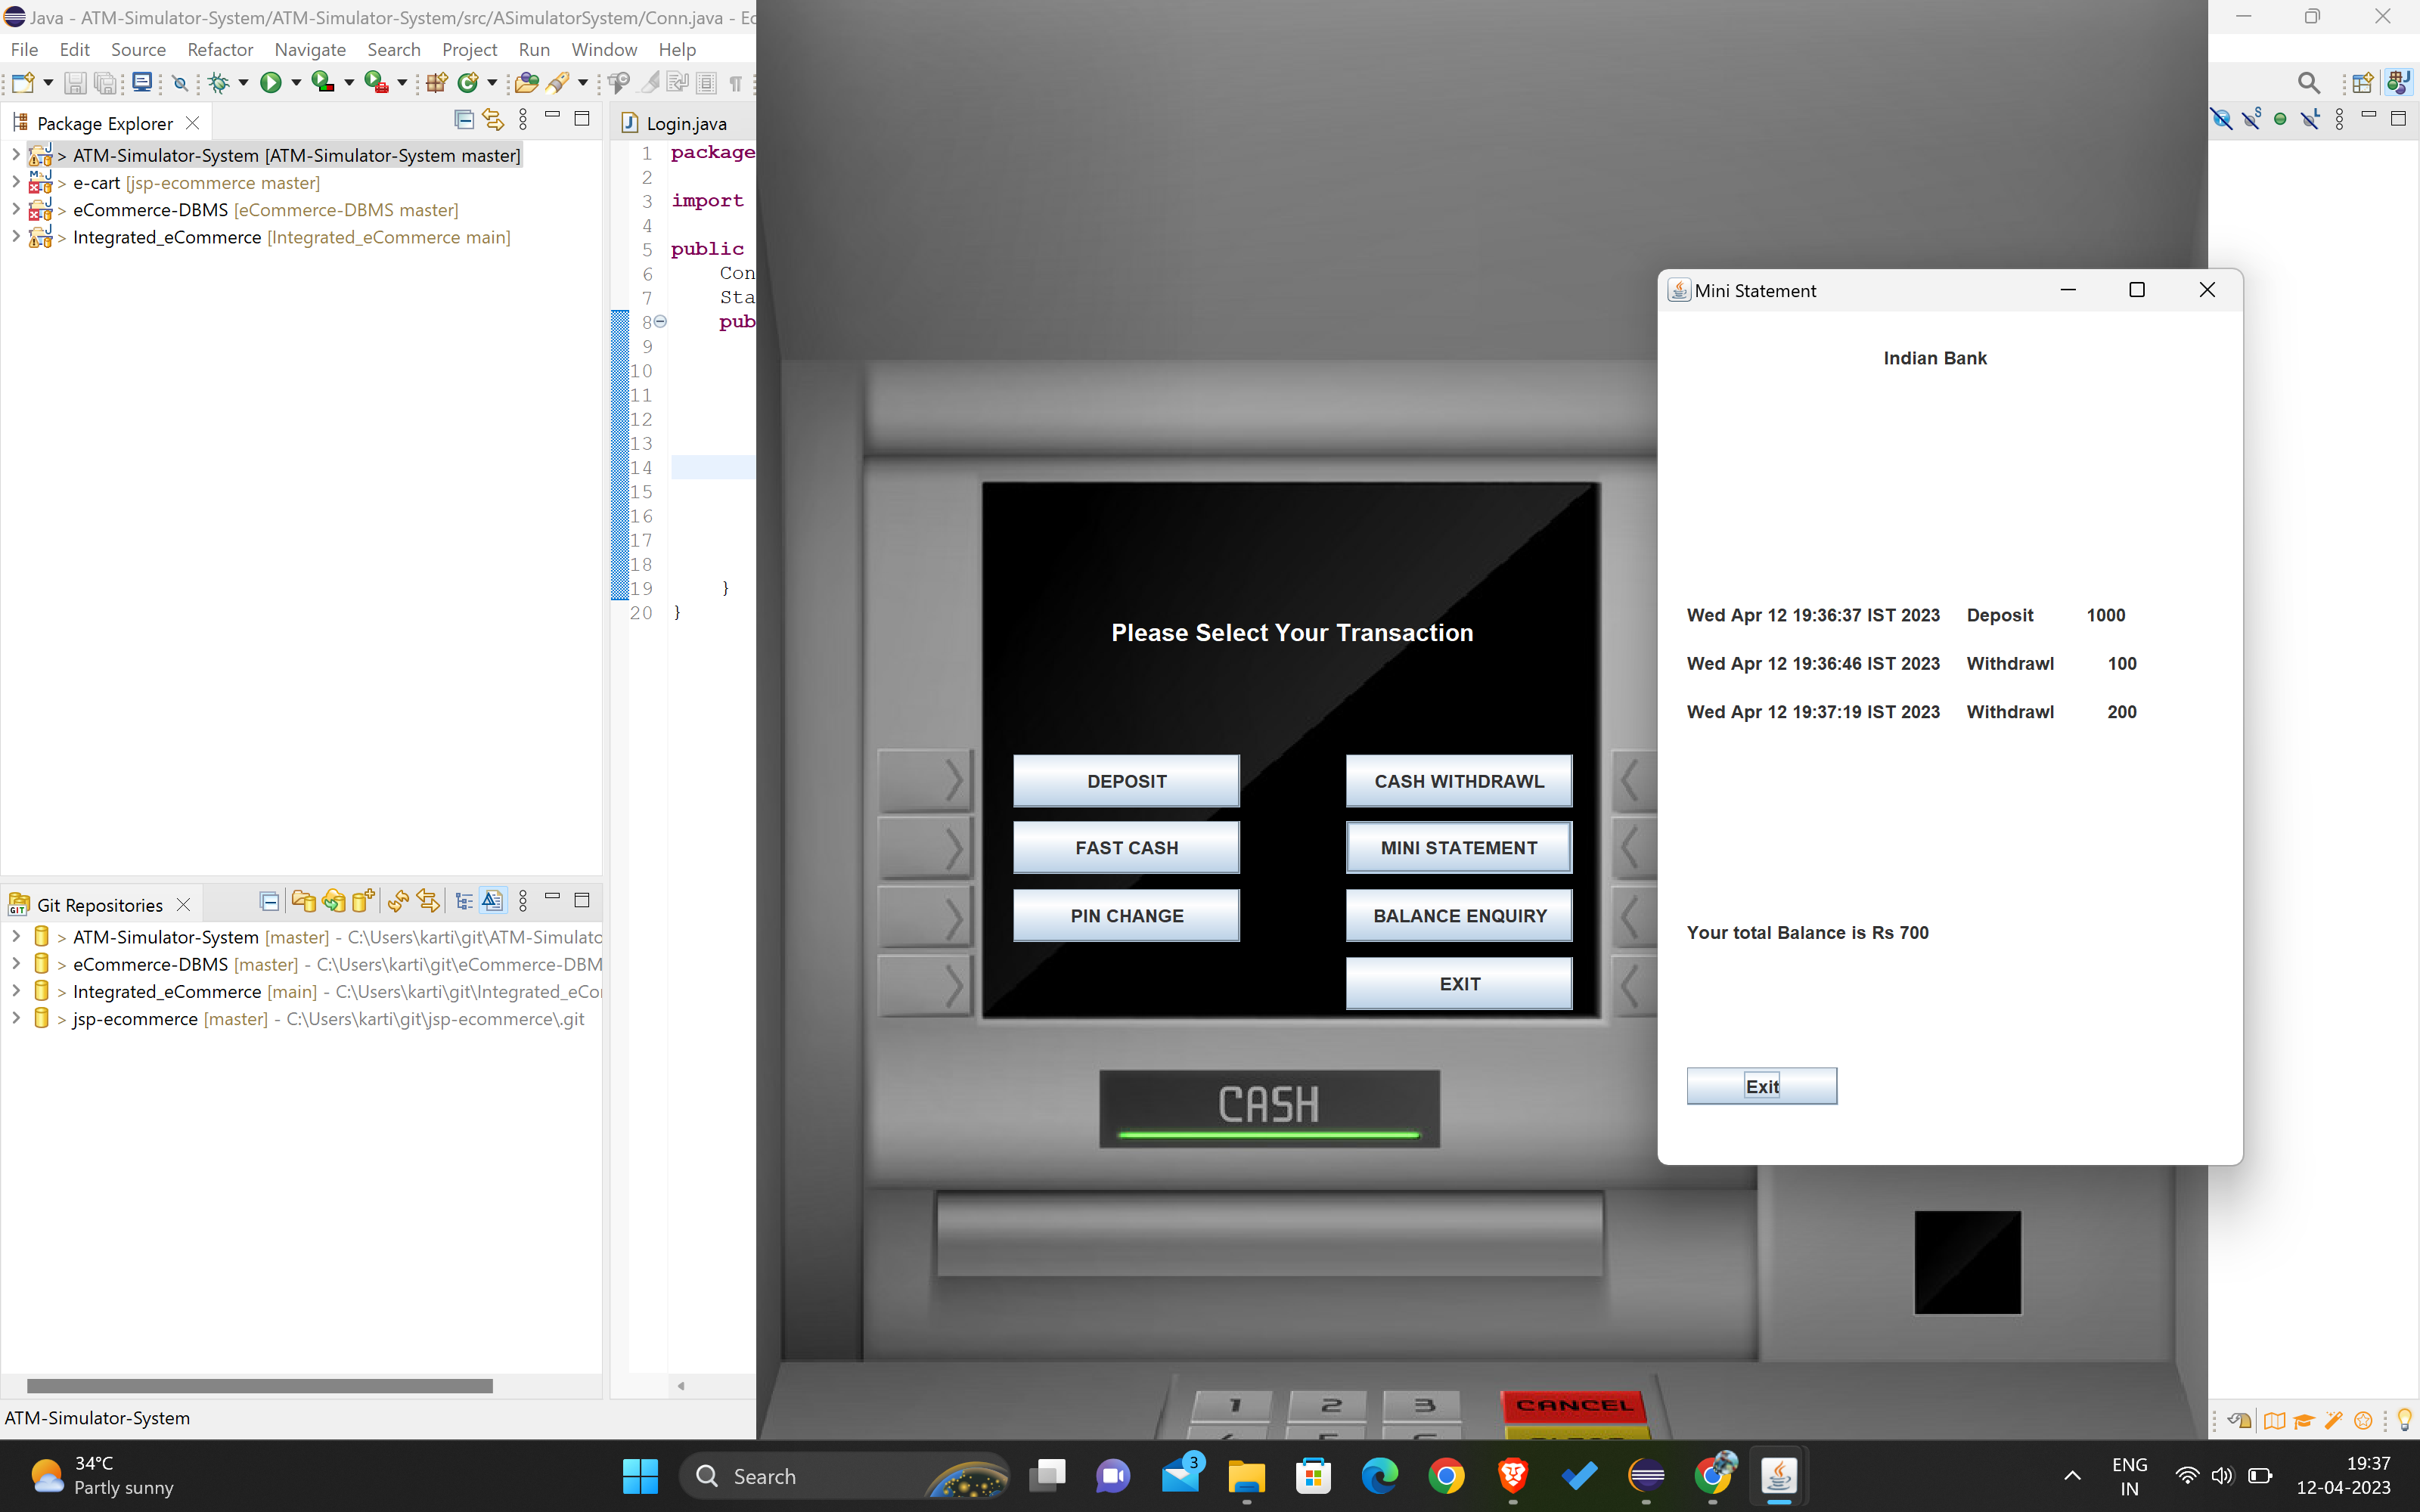 Java - ATM-Simulator-System/ATM-Simulator-System/src/ASimulatorSystem/Conn.java - Ec
File Edit Source Refactor Navigate Search Project Run Window Help
Package Explorer
> ATM-Simulator-System [ATM-Simulator-System master]
> e-cart [jsp-ecommerce master]
> eCommerce-DBMS [eCommerce-DBMS master]
> Integrated_eCommerce [Integrated_eCommerce main]
Git Repositories
> ATM-Simulator-System [master] - C:\Users\karti\git\ATM-Simulato
> eCommerce-DBMS [master] - C:\Users\karti\git\eCommerce-DBM
> Integrated_eCommerce [main] - C:\Users\karti\git\Integrated_eCo
> jsp-ecommerce [master] - C:\Users\karti\git\jsp-ecommerce\.git
ATM-Simulator-System
Login.java
1 package
2
3 import
4
5 public
6 Con
7 Sta
8 pub
9
10
11
12
13
14
15
16
17
18
19 }
20 }
Please Select Your Transaction
DEPOSIT CASH WITHDRAWL
FAST CASH MINI STATEMENT
PIN CHANGE BALANCE ENQUIRY
EXIT
CASH
1 2 3 CANCEL
Mini Statement
Indian Bank
Wed Apr 12 19:36:37 IST 2023 Deposit 1000
Wed Apr 12 19:36:46 IST 2023 Withdrawl 100
Wed Apr 12 19:37:19 IST 2023 Withdrawl 200
Your total Balance is Rs 700
Exit
34°C
Partly sunny
Search
3
ENG
IN
19:37
12-04-2023